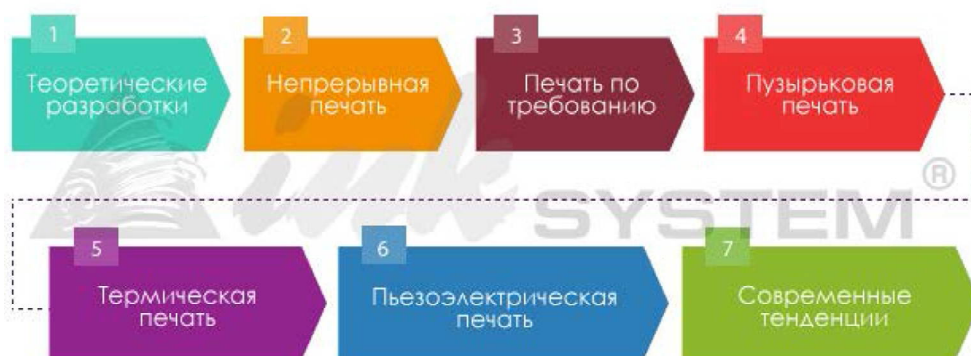 1
Теоретические
разработки
2
Непрерывная
печать
3
Печать по
требованию
4
Пузырьковая
печать
ink SYSTEM ®
5
Термическая
печать
6
Пьезоэлектрическая
печать
7
Современные
тенденции